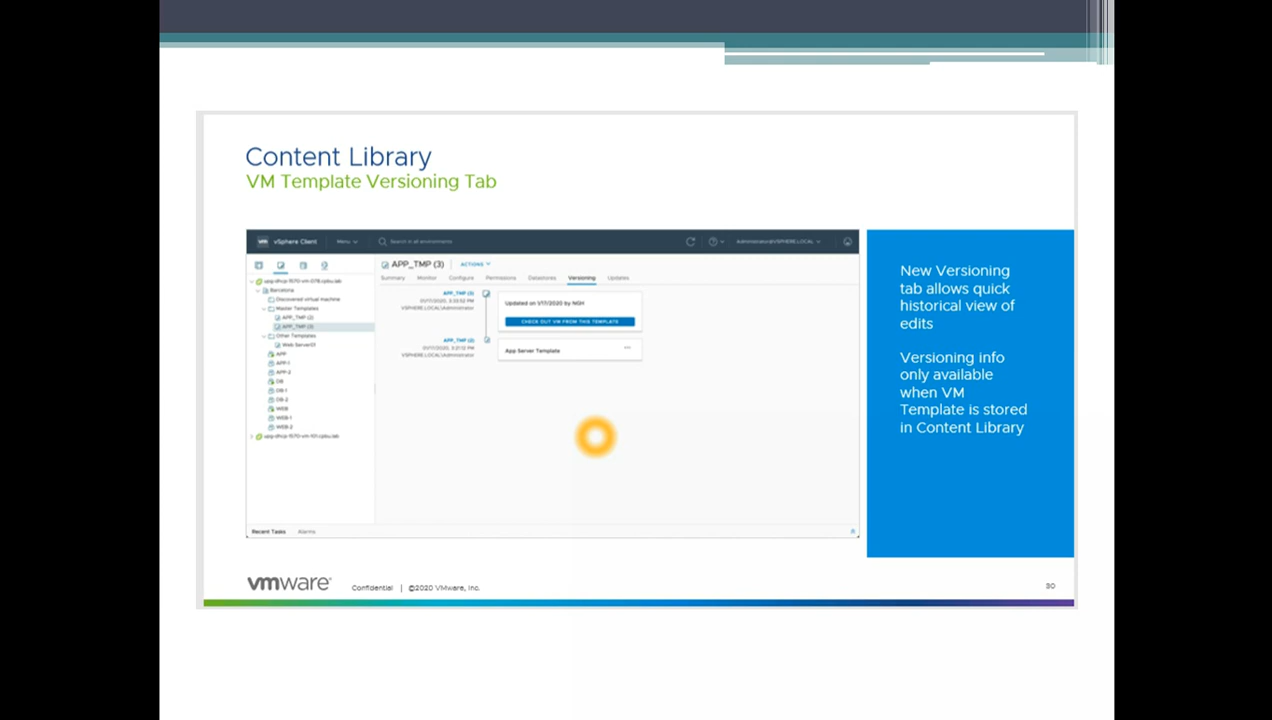 Content Library
VM Template Versioning Tab
vm vSphere Client Menu Search in all environments Administrator@VSPHERE.LOCAL
APP_TMP (3) ACTIONS
Summary Monitor Configure Permissions Datastores Versioning Updates
Barcelona
Discovered virtual machine
Master Templates
APP_TMP (2)
APP_TMP (3)
Other Templates
Web Server01
APP
APP-1
APP-2
DB
DB-1
DB-2
WEB
WEB-1
WEB-2
APP_TMP (3)
VSPHERE.LOCAL\Administrator
Updated on 1/17/2020 by NGH
CHECK OUT VM FROM THIS TEMPLATE
APP_TMP (2)
VSPHERE.LOCAL\Administrator
App Server Template
Recent Tasks Alarms
New Versioning
tab allows quick
historical view of
edits
Versioning info
only available
when VM
Template is stored
in Content Library
vmware Confidential | ©2020 VMware, Inc.
30